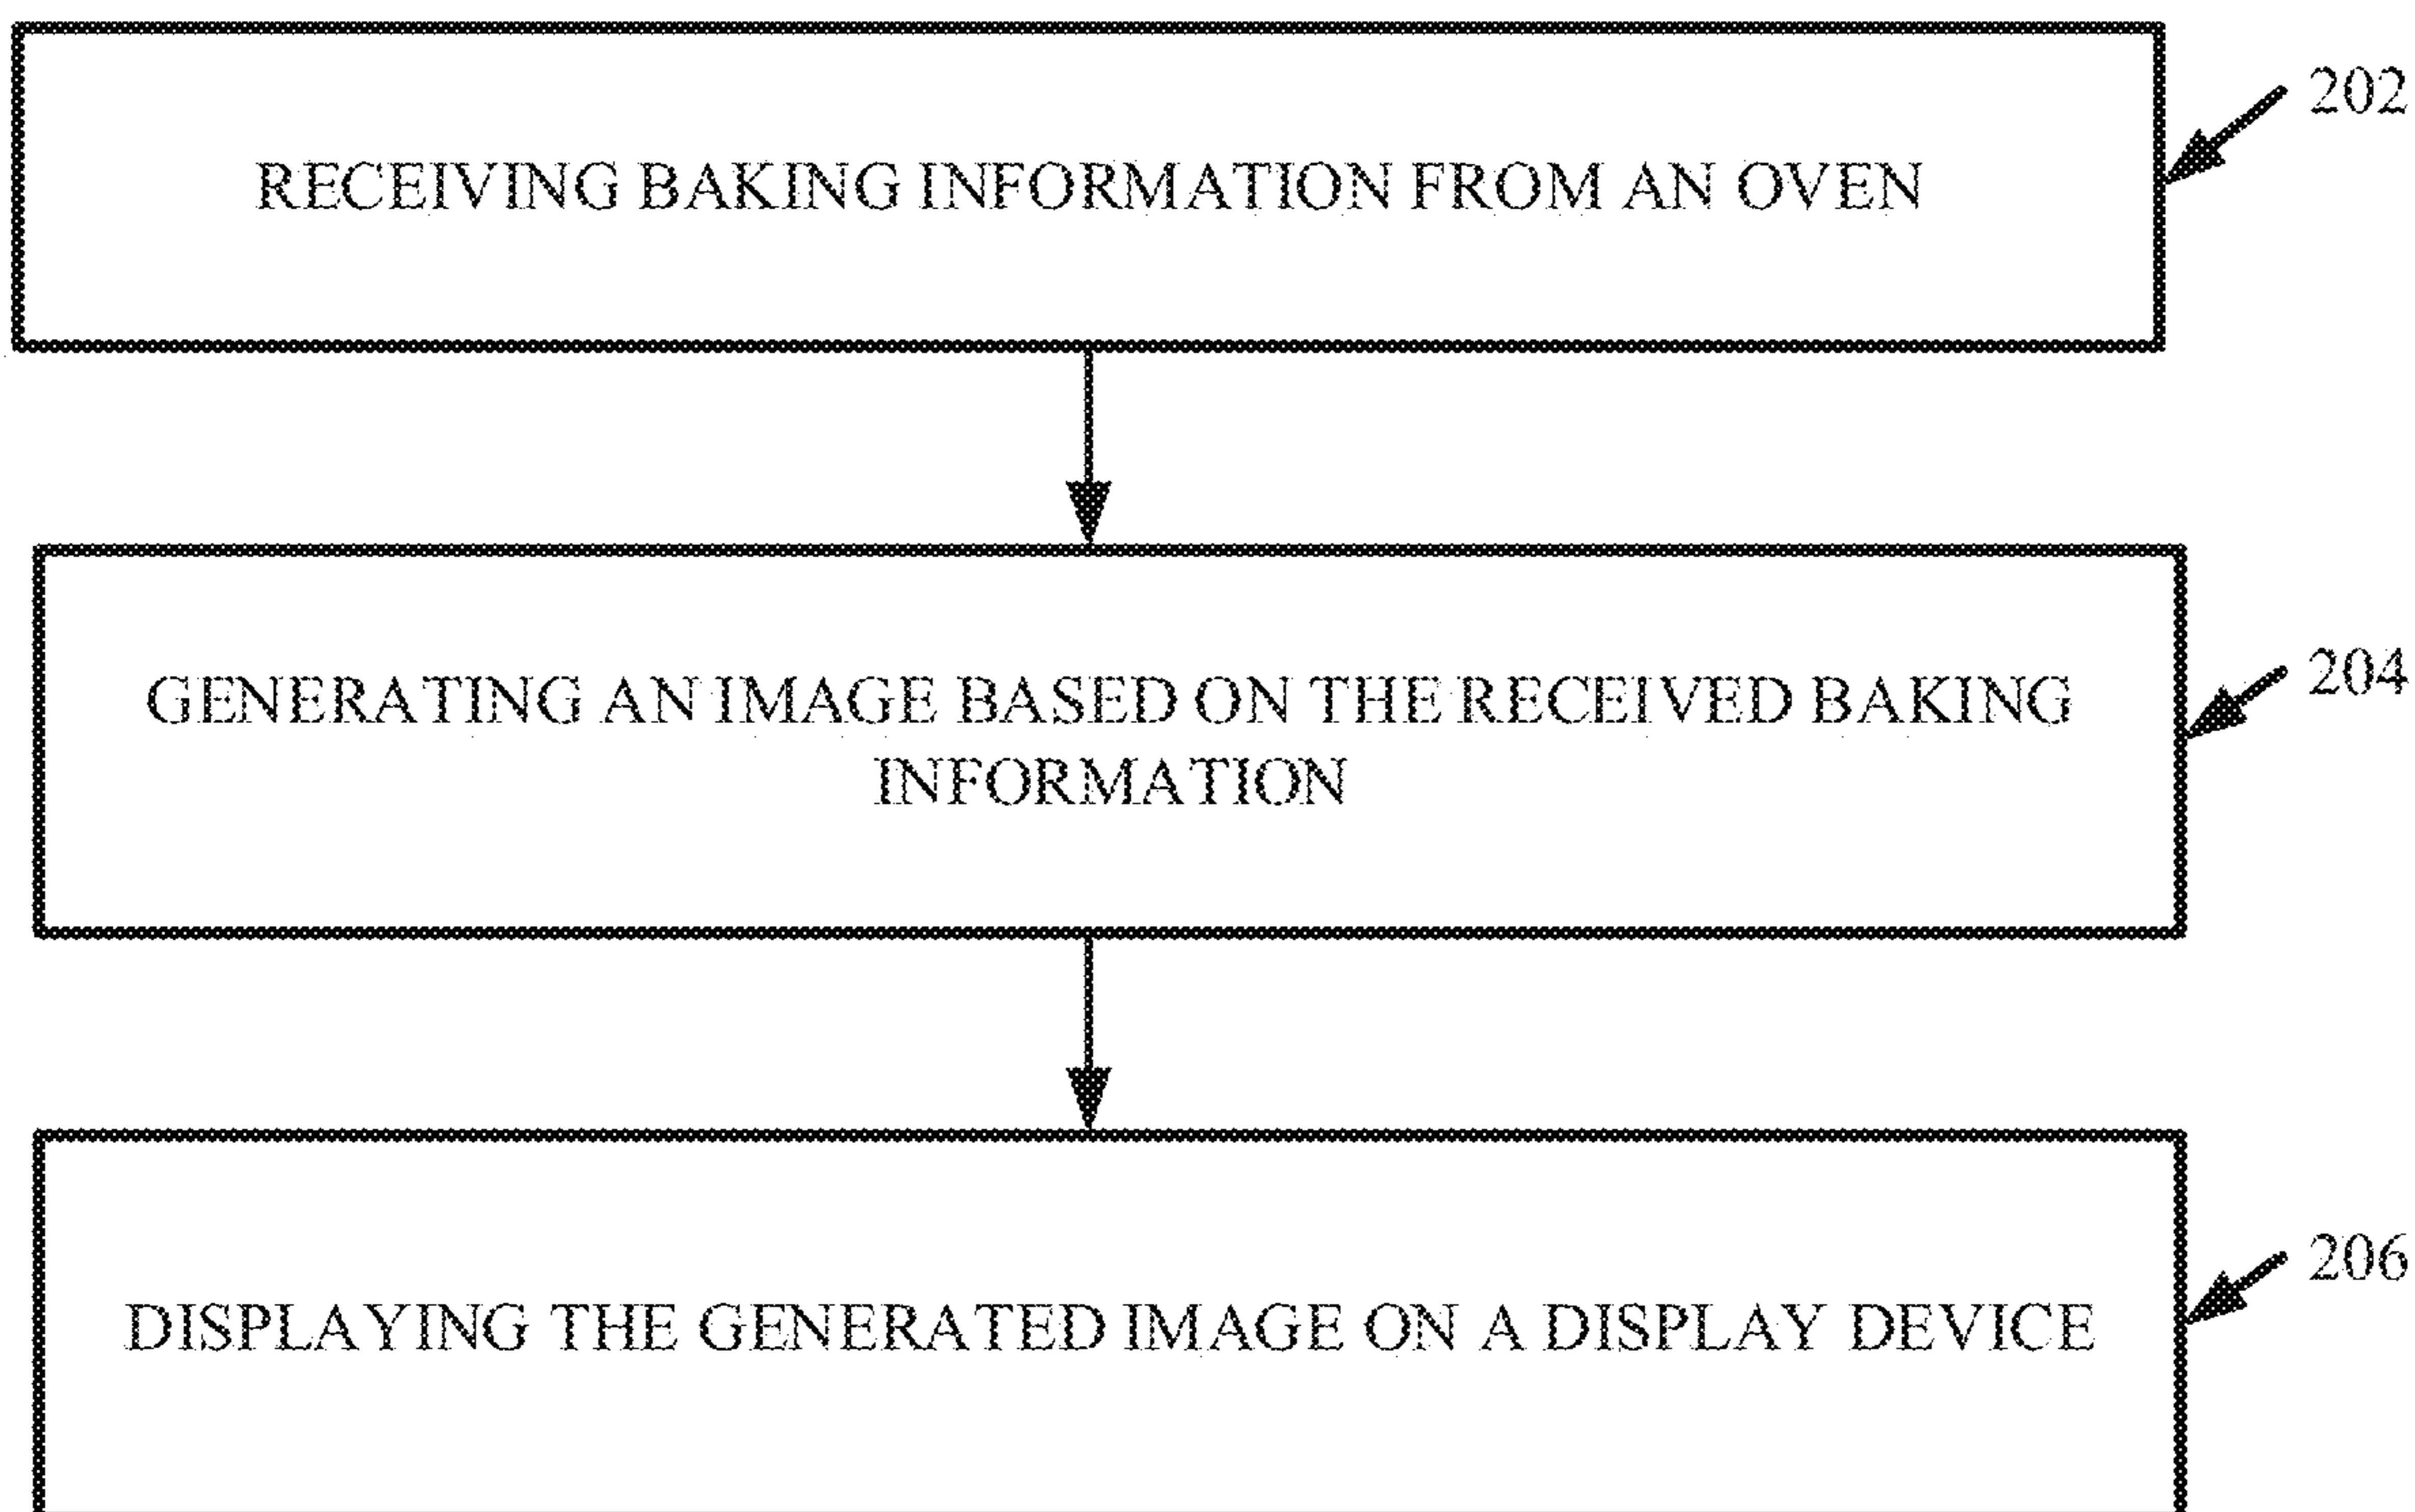 202
RECEIVING BAKING INFORMATION FROM AN OVEN
204
GENERATING AN IMAGE BASED ON THE RECEIVED BAKING
INFORMATION
206
DISPLAYING THE GENERATED IMAGE ON A DISPLAY DEVICE